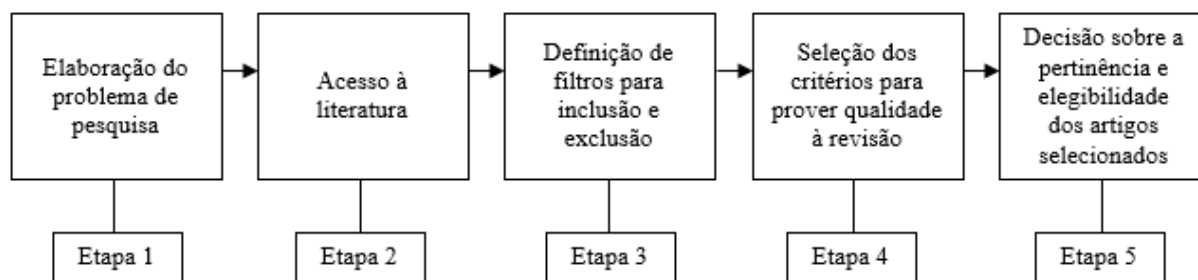 Elaboração do
problema de
pesquisa
Acesso à
literatura
Definição de
filtros para
inclusão e
exclusão
Seleção dos
critérios para
prover qualidade
à revisão
Decisão sobre a
pertinência e
elegibilidade
dos artigos
selecionados
Etapa 1
Etapa 2
Etapa 3
Etapa 4
Etapa 5